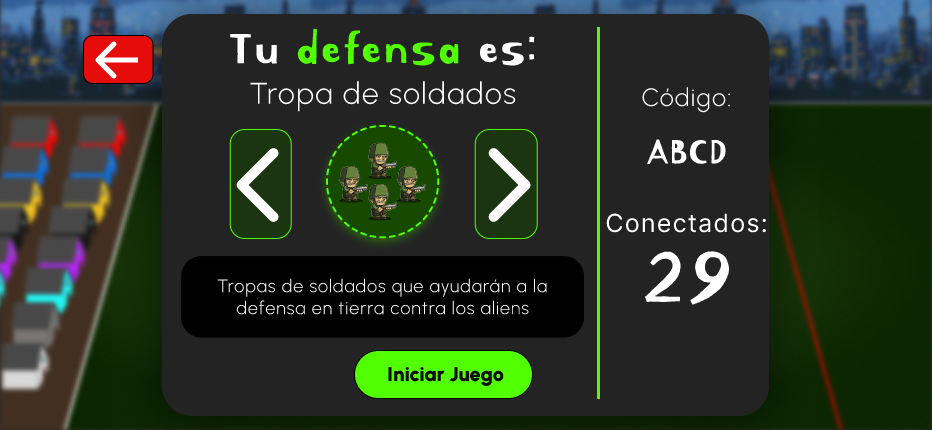 Tu defensa es:
Tropa de soldados
Tropas de soldados que ayudarán a la
defensa en tierra contra los aliens
Iniciar Juego
Código:
ABCD
Conectados:
29